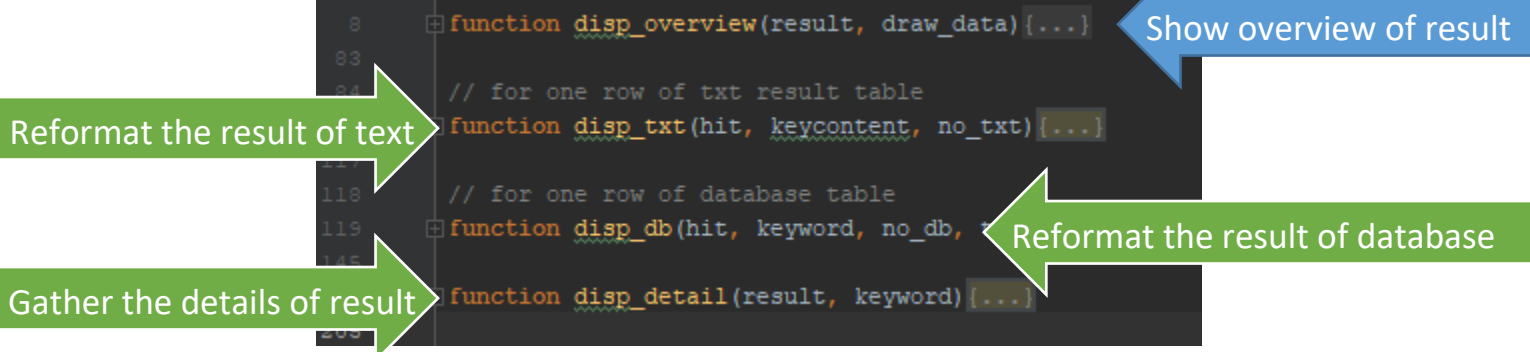 8 function disp_overview(result, draw_data){...}
Show overview of result
83
84 // for one row of txt result table
Reformat the result of text
function disp_txt(hit, keycontent, no_txt){...}
117
118 // for one row of database table
119 function disp_db(hit, keyword, no_db,
Reformat the result of database
145
Gather the details of result
function disp_detail(result, keyword){...}